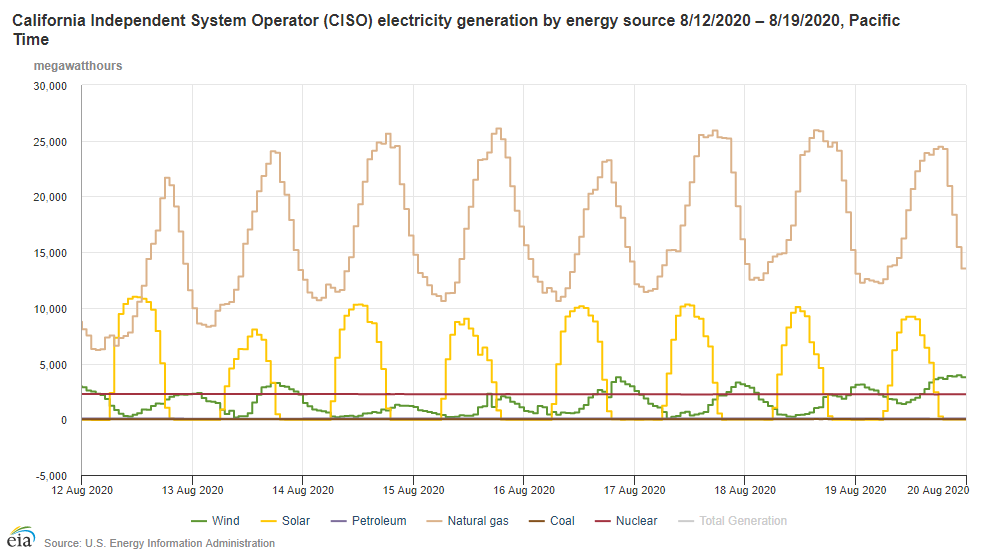 California Independent System Operator (CISO) electricity generation by energy source 8/12/2020 – 8/19/2020, Pacific
Time
megawatthours
30,000
25,000
20,000
15,000
10,000
5,000
0
-5,000
12 Aug 2020 13 Aug 2020 14 Aug 2020 15 Aug 2020 16 Aug 2020 17 Aug 2020 18 Aug 2020 19 Aug 2020 20 Aug 2020
Wind Solar Petroleum Natural gas Coal Nuclear Total Generation
eia Source: U.S. Energy Information Administration